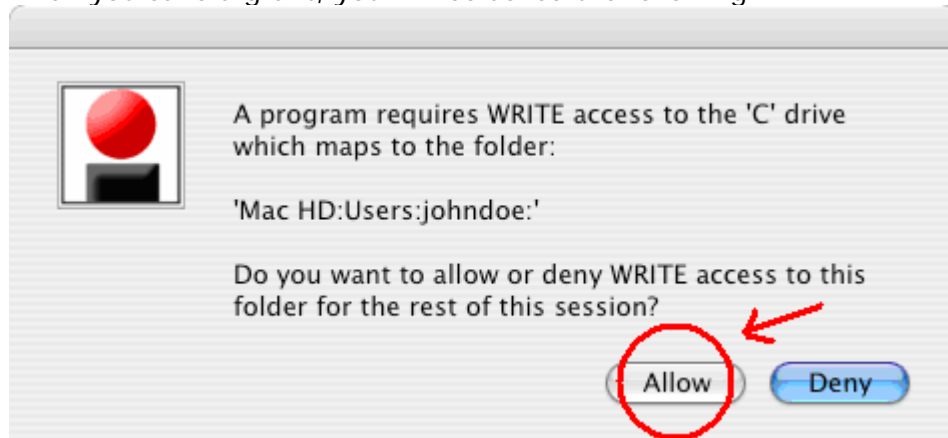 A program requires WRITE access to the 'C' drive
which maps to the folder:
'Mac HD:Users:johndoe:'
Do you want to allow or deny WRITE access to this
folder for the rest of this session?
Allow Deny